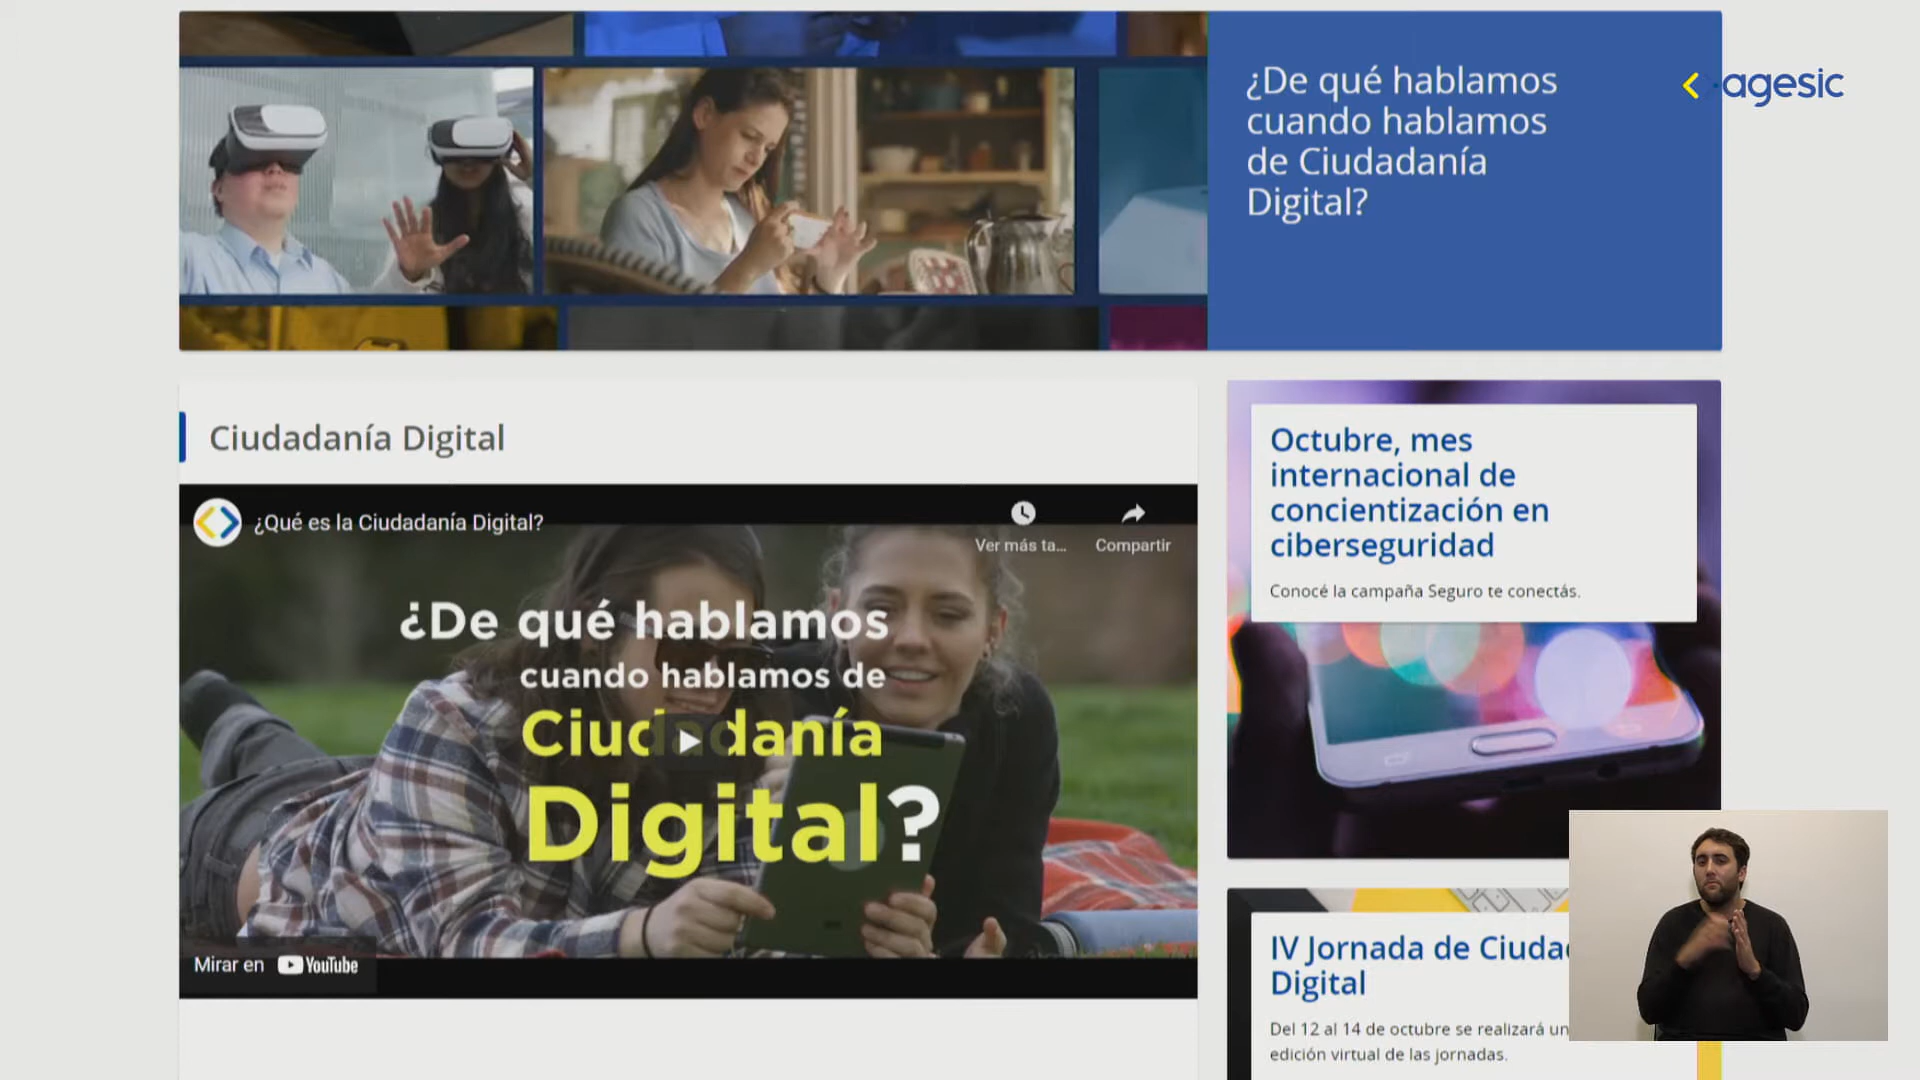 ¿De qué hablamos
cuando hablamos
de Ciudadanía
Digital?
agesic
Ciudadanía Digital
¿Qué es la Ciudadanía Digital?
Ver más ta...
Compartir
¿De qué hablamos
cuando hablamos de
Ciudadanía
Digital?
Mirar en YouTube
Octubre, mes
internacional de
concientización en
ciberseguridad
Conocé la campaña Seguro te conectás.
IV Jornada de Ciuda
Digital
Del 12 al 14 de octubre se realizará un
edición virtual de las jornadas.